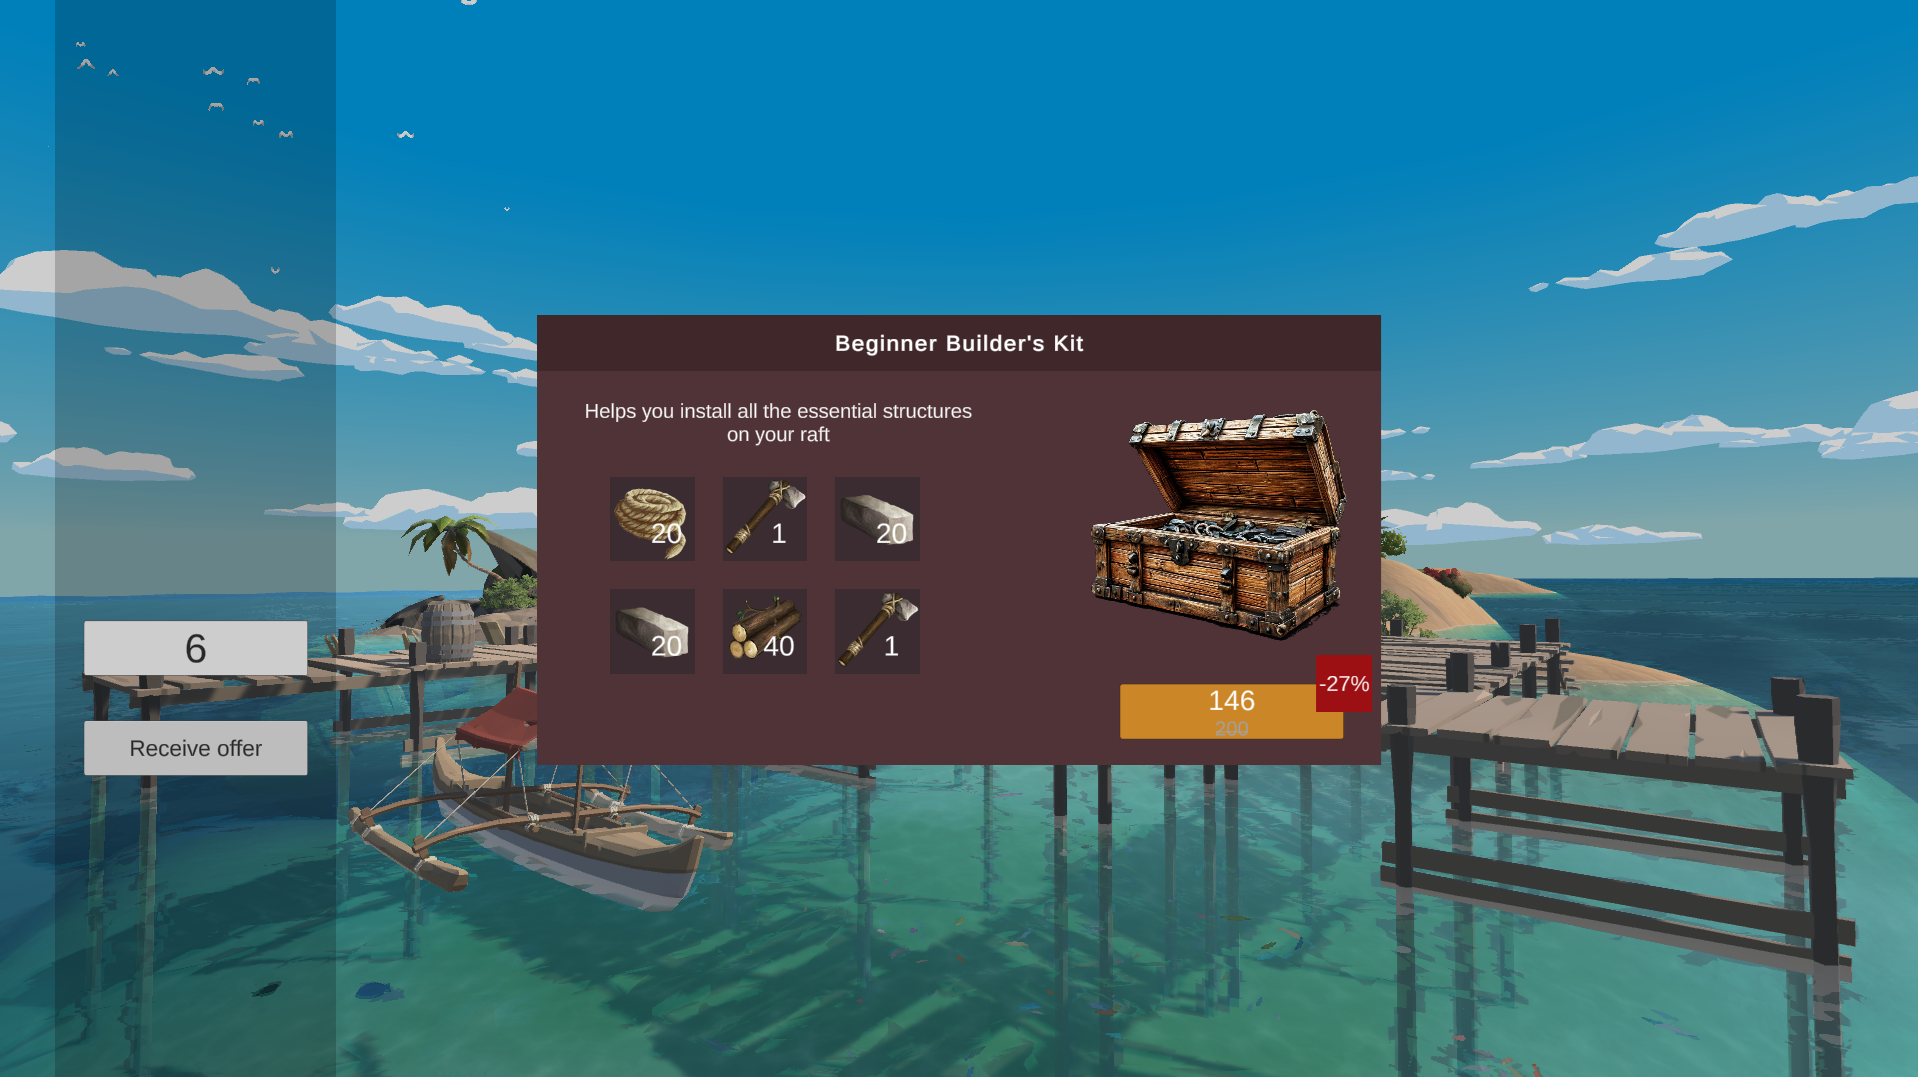 Beginner Builder's Kit
Helps you install all the essential structures
on your raft
20
1
20
20
40
1
6
Receive offer
-27%
146
200